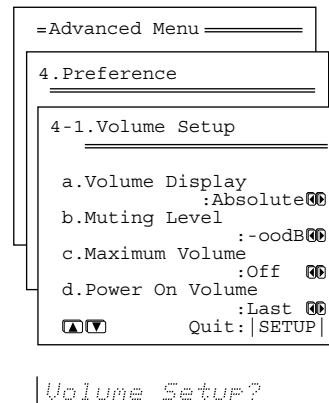 =Advanced Menu
4.Preference
4-1.Volume Setup
a.Volume Display
:Absolute
b.Muting Level
:-oodB
c.Maximum Volume
:Off
d.Power On Volume
:Last
Quit:|SETUP|
Volume Setup?